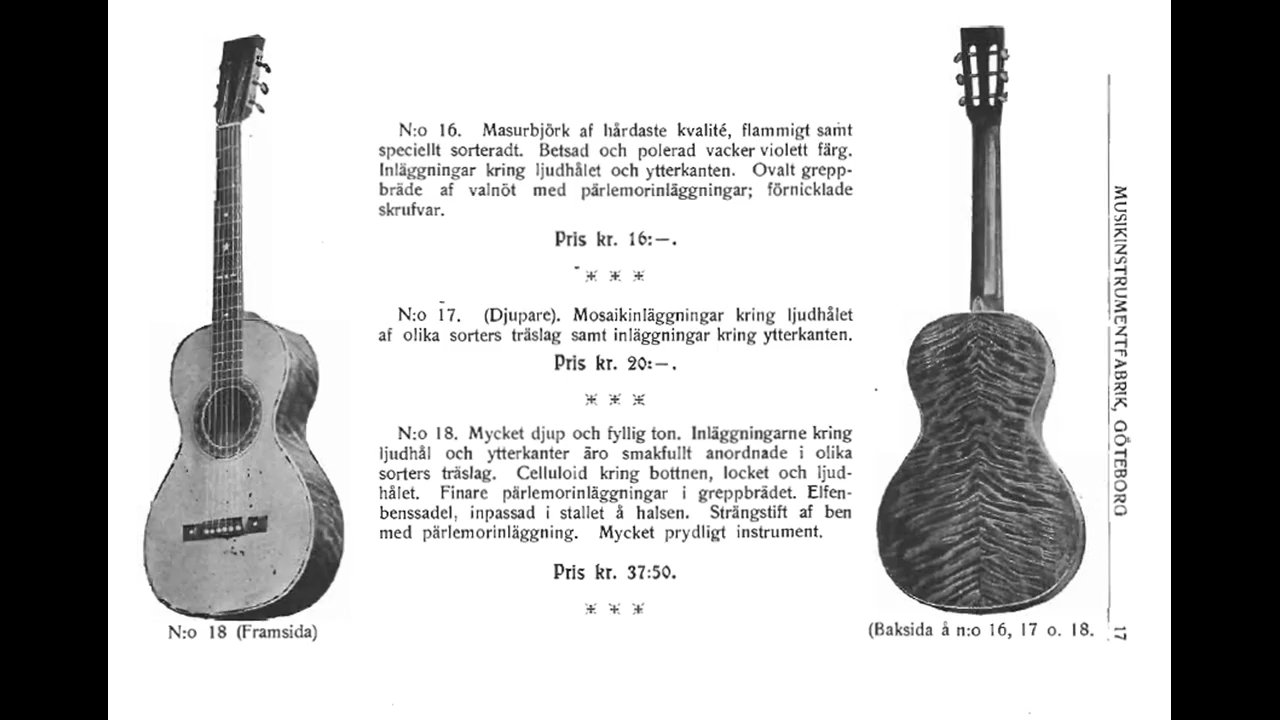 N:o 16. Masurbjörk af hårdaste kvalité, flammigt samt
speciellt sorteradt. Betsad och polerad vacker violett färg.
Inläggningar kring ljudhålet och ytterkanten. Ovalt grepp-
bräde af valnöt med pärlemorinläggningar; förnicklade
skrufvar.
Pris kr. 16:—.
* * *
N:o 17. (Djupare). Mosaikinläggningar kring ljudhålet
af olika sorters träslag samt inläggningar kring ytterkanten.
Pris kr. 20:—.
* * *
N:o 18. Mycket djup och fyllig ton. Inläggningarne kring
ljudhål och ytterkanter äro smakfullt anordnade i olika
sorters träslag. Celluloid kring bottnen, locket och ljud-
hålet. Finare pärlemorinläggningar i greppbrädet. Elfen-
benssadel, inpassad i stallet å halsen. Strängstift af ben
med pärlemorinläggning. Mycket prydligt instrument.
Pris kr. 37:50.
* * *
N:o 18 (Framsida)
(Baksida å n:o 16, 17 o. 18.
MUSIKINSTRUMENTFABRIK, GÖTEBORG
17